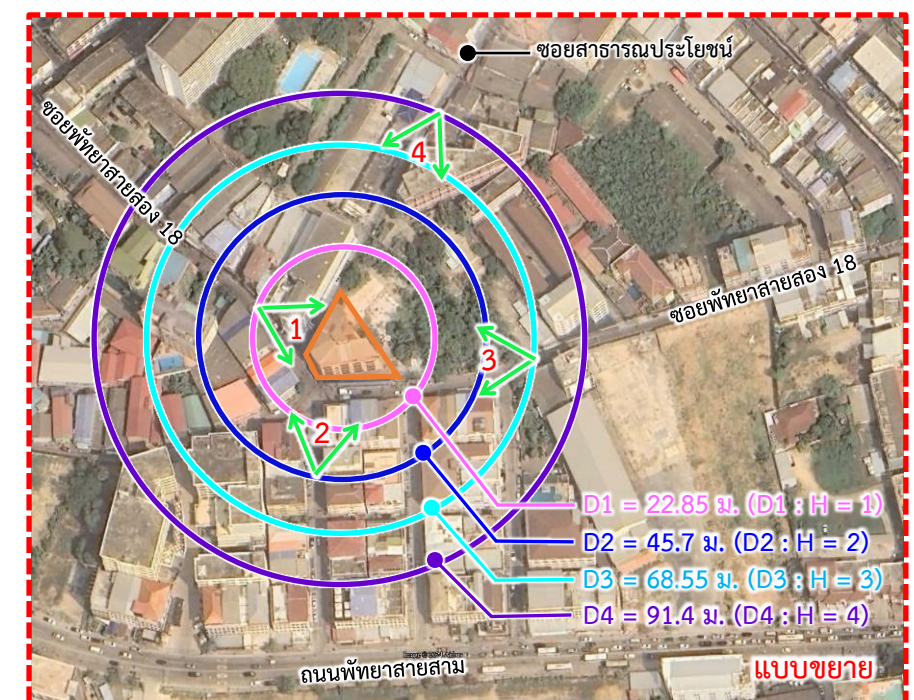 ซอยสาธารณประโยชน์
ซอยพัทยาสายสอง 18
4
ซอยพัทยาสายสอง 18
1
3
2
D1 = 22.85 ม. (D1 : H = 1)
D2 = 45.7 ม. (D2 : H = 2)
D3 = 68.55 ม. (D3 : H = 3)
D4 = 91.4 ม. (D4 : H = 4)
ถนนพัทยาสายสาม
แบบขยาย